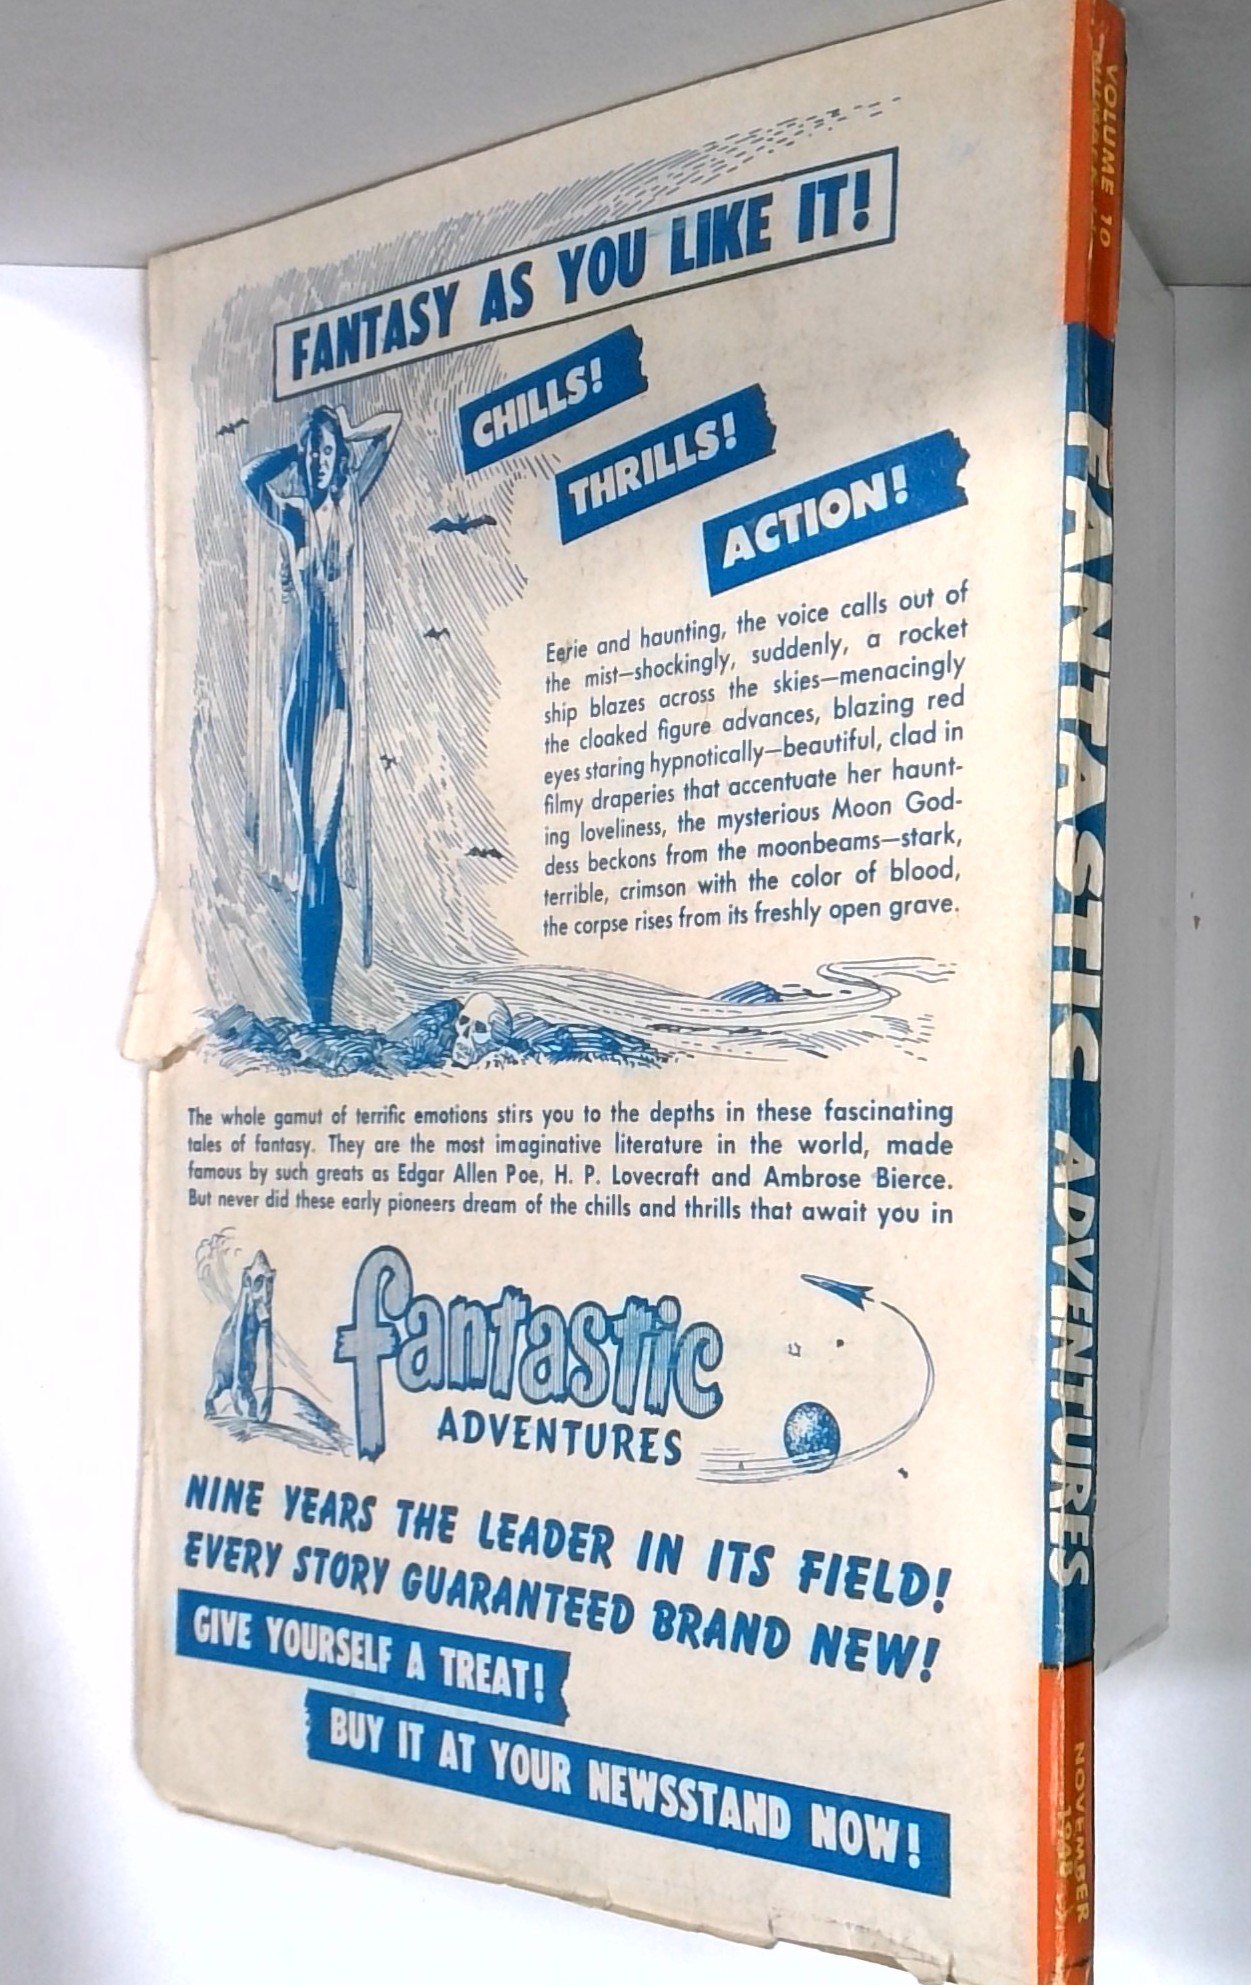 FANTASY AS YOU LIKE IT!
CHILLS!
THRILLS!
ACTION!
Eerie and haunting, the voice calls out of
the mist—shockingly, suddenly, a rocket
ship blazes across the skies—menacingly
the cloaked figure advances, blazing red
eyes staring hypnotically—beautiful, clad in
filmy draperies that accentuate her haunt-
ing loveliness, the mysterious Moon God-
dess beckons from the moonbeams—stark,
terrible, crimson with the color of blood,
the corpse rises from its freshly open grave.
The whole gamut of terrific emotions stirs you to the depths in these fascinating
tales of fantasy. They are the most imaginative literature in the world, made
famous by such greats as Edgar Allen Poe, H. P. Lovecraft and Ambrose Bierce.
But never did these early pioneers dream of the chills and thrills that await you in
fantastic
ADVENTURES
NINE YEARS THE LEADER IN ITS FIELD!
EVERY STORY GUARANTEED BRAND NEW!
GIVE YOURSELF A TREAT!
BUY IT AT YOUR NEWSSTAND NOW!
VOLUME 10
NUMBER 11
FANTASTIC ADVENTURES
NOVEMBER
1948